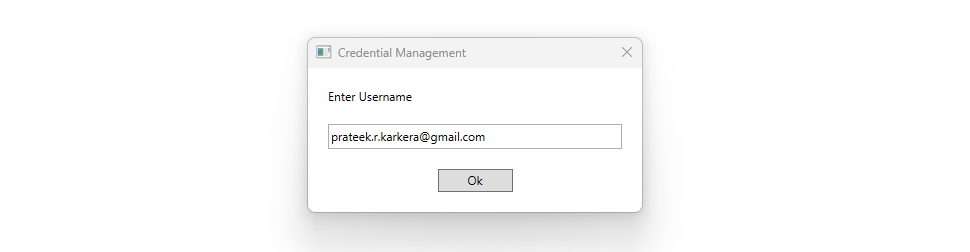 Credential Management
Enter Username
prateek.r.karkera@gmail.com
Ok